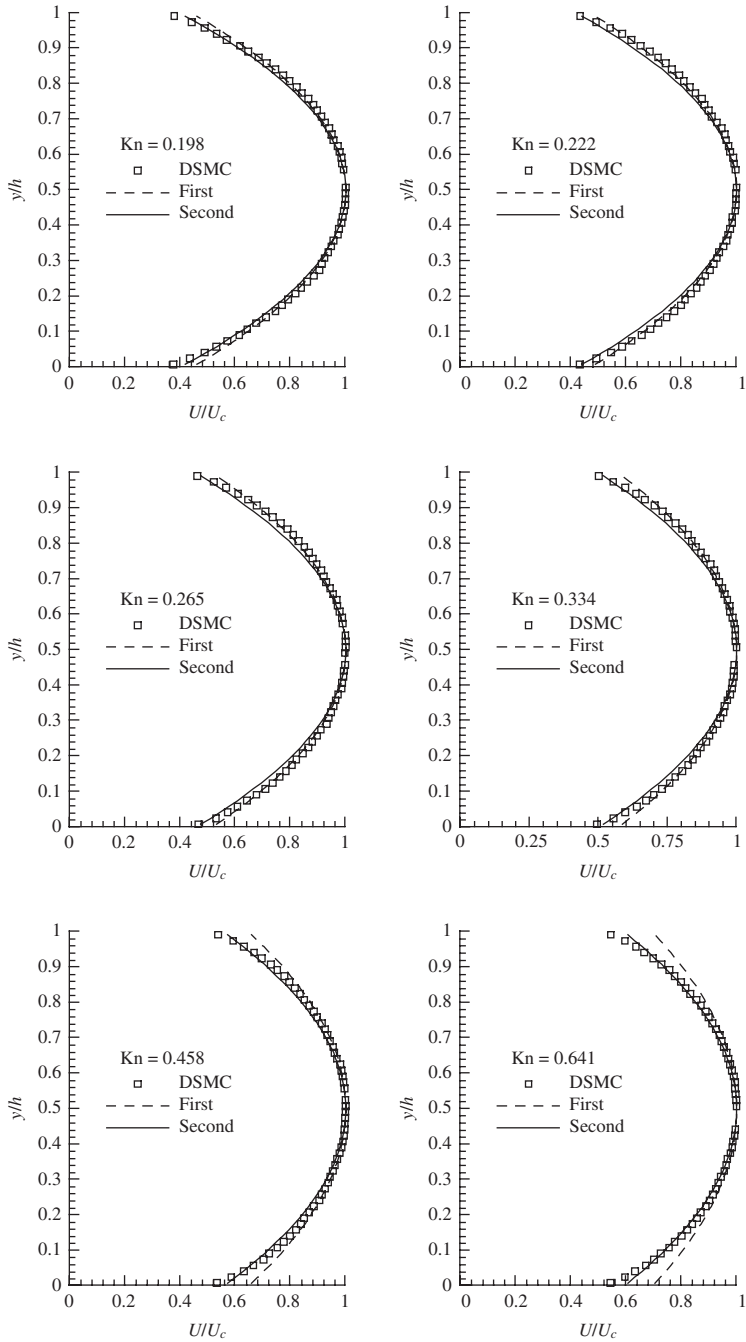 1
0.9
0.8
0.7
0.6
0.5
0.4
0.3
0.2
0.1
0
y/h
Kn = 0.198
DSMC
First
Second
0 0.2 0.4 0.6 0.8 1
U/Uc
1
0.9
0.8
0.7
0.6
0.5
0.4
0.3
0.2
0.1
0
y/h
Kn = 0.222
DSMC
First
Second
0 0.2 0.4 0.6 0.8 1
U/Uc
1
0.9
0.8
0.7
0.6
0.5
0.4
0.3
0.2
0.1
0
y/h
Kn = 0.265
DSMC
First
Second
0 0.2 0.4 0.6 0.8 1
U/Uc
1
0.9
0.8
0.7
0.6
0.5
0.4
0.3
0.2
0.1
0
y/h
Kn = 0.334
DSMC
First
Second
0 0.25 0.5 0.75 1
U/Uc
1
0.9
0.8
0.7
0.6
0.5
0.4
0.3
0.2
0.1
0
y/h
Kn = 0.458
DSMC
First
Second
0 0.2 0.4 0.6 0.8 1
U/Uc
1
0.9
0.8
0.7
0.6
0.5
0.4
0.3
0.2
0.1
0
y/h
Kn = 0.641
DSMC
First
Second
0 0.2 0.4 0.6 0.8 1
U/Uc